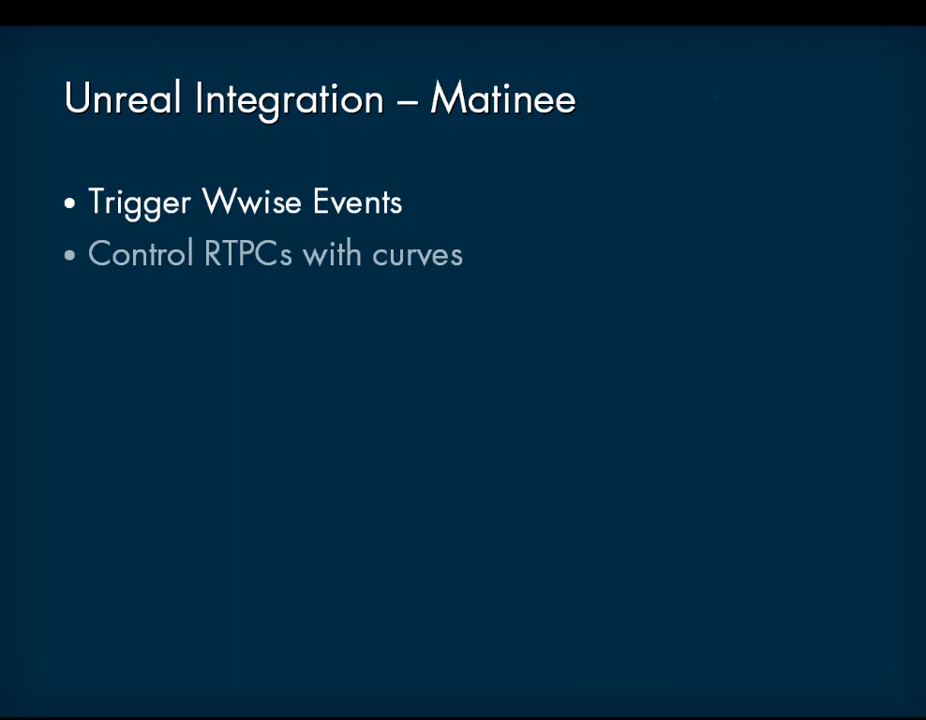 Unreal Integration – Matinee
• Trigger Wwise Events
• Control RTPCs with curves